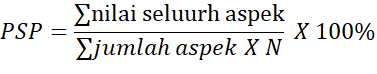 PSP = ∑nilai seluurh aspek / ∑jumlah aspek X N X 100%